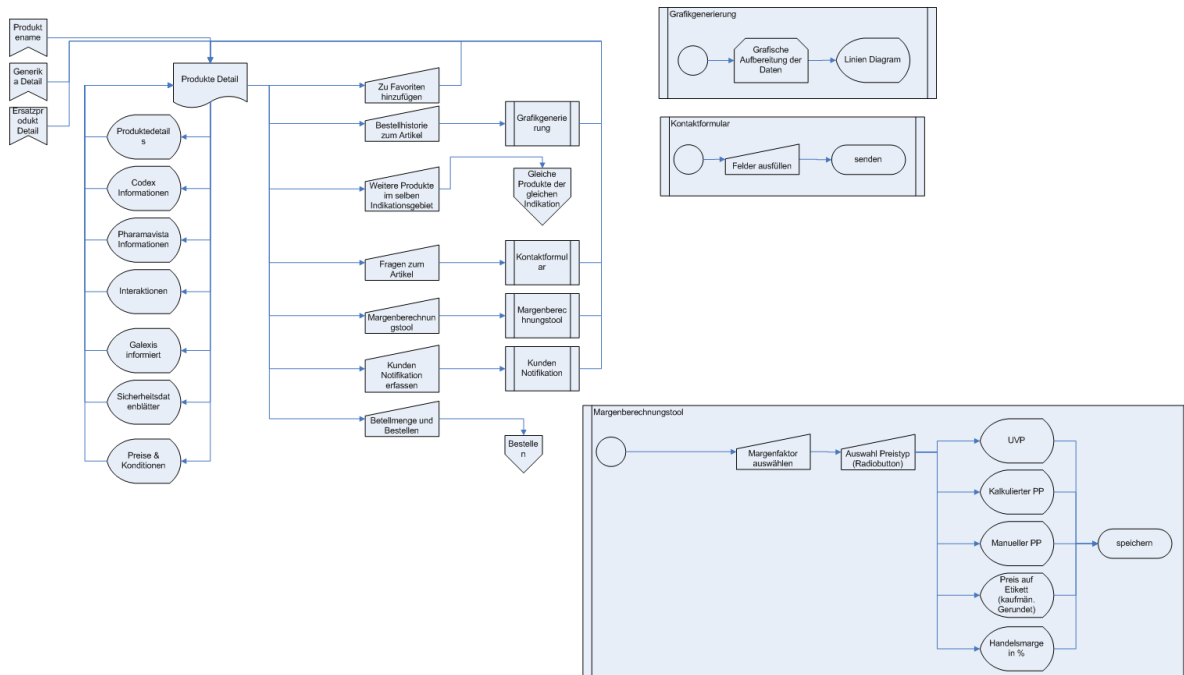 Produkt
ename
Generik
a Detail
Ersatzpr
odukt
Detail
Produkte Detail
Produktedetail
s
Codex
Informationen
Pharamavista
Informationen
Interaktionen
Galexis
informiert
Sicherheitsdat
enblätter
Preise &
Konditionen
Zu Favoriten
hinzufügen
Bestellhistorie
zum Artikel
Weitere Produkte
im selben
Indikationsgebiet
Fragen zum
Artikel
Margenberechnun
gstool
Kunden
Notifikation
erfassen
Betellmenge und
Bestellen
Grafikgenerie
rung
Gleiche
Produkte der
gleichen
Indikation
Kontaktformul
ar
Margenberec
hnungstool
Kunden
Notifikation
Bestelle
n
Grafikgenerierung
Grafische
Aufbereitung der
Daten
Linien Diagram
Kontaktformular
Felder ausfüllen
senden
Margenberechnungstool
Margenfaktor
auswählen
Auswahl Preistyp
(Radiobutton)
UVP
Kalkulierter PP
Manueller PP
Preis auf
Etikett
(kaufmän.
Gerundet)
Handelsmarge
in %
speichern